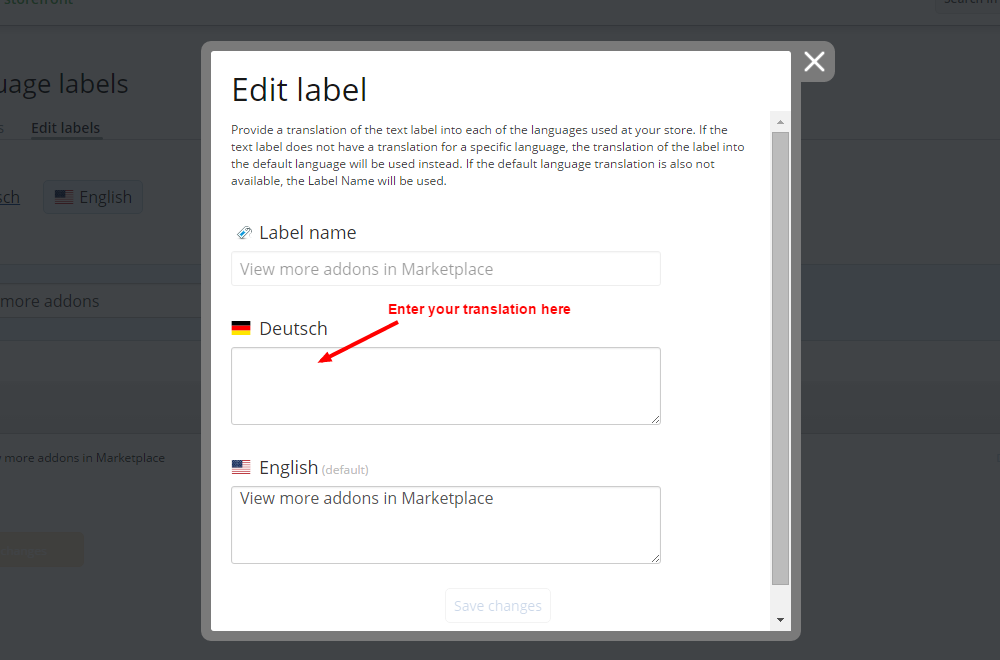 storefront
Search in
uage labels
s
Edit labels
sch
English
more addons
more addons in Marketplace
Edit label
Provide a translation of the text label into each of the languages used at your store. If the
text label does not have a translation for a specific language, the translation of the label into
the default language will be used instead. If the default language translation is also not
available, the Label Name will be used.
Label name
View more addons in Marketplace
Enter your translation here
Deutsch
English (default)
View more addons in Marketplace
Save changes